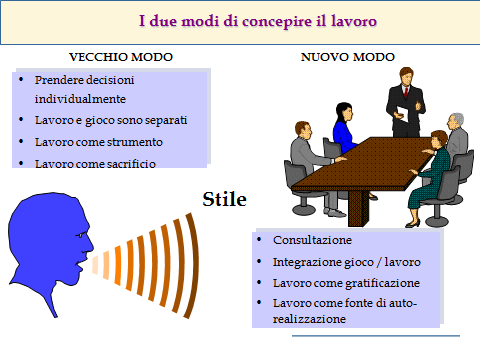 I due modi di concepire il lavoro
VECCHIO MODO
• Prendere decisioni
individualmente
• Lavoro e gioco sono separati
• Lavoro come strumento
• Lavoro come sacrificio
NUOVO MODO
Stile
• Consultazione
• Integrazione gioco / lavoro
• Lavoro come gratificazione
• Lavoro come fonte di auto-
realizzazione